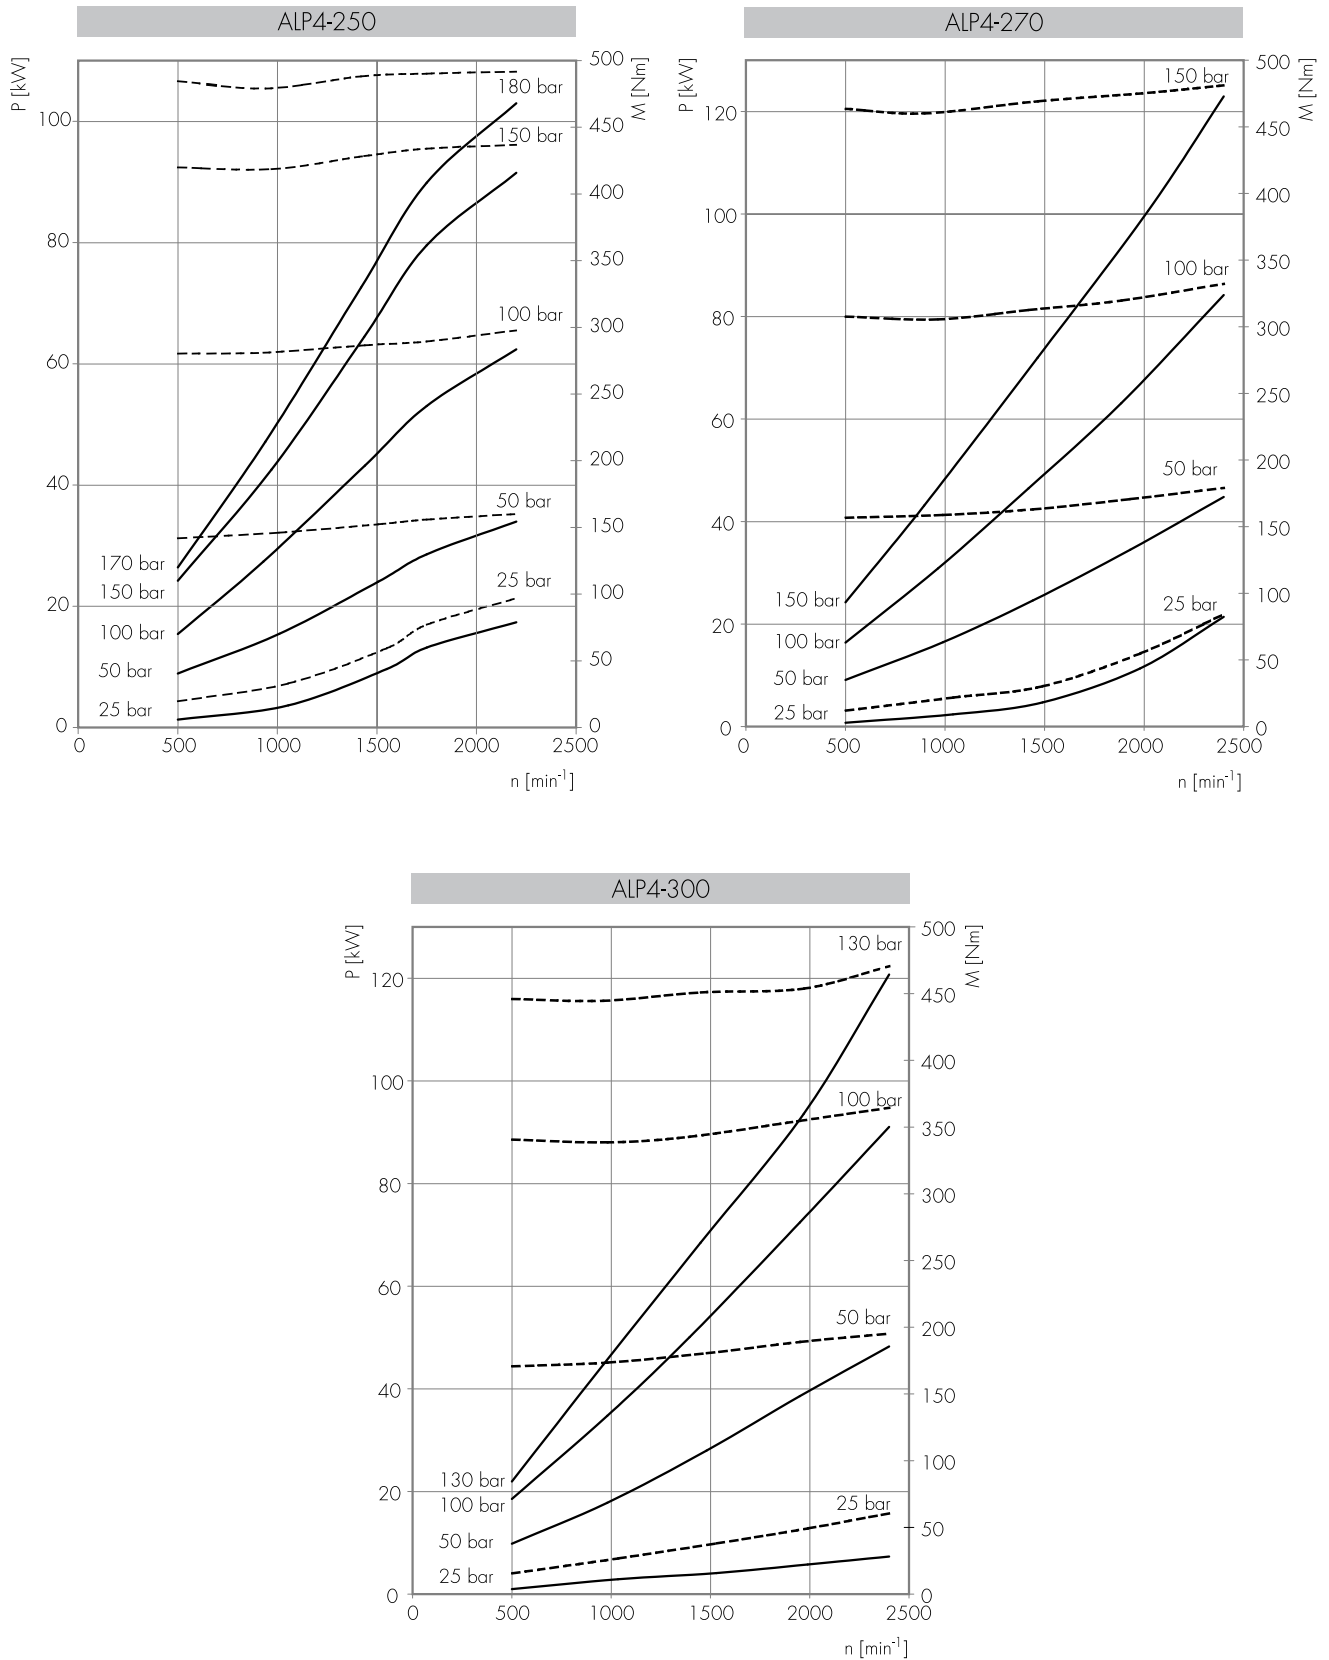 ALP4-250
P [kW]
M [Nm]
500
180 bar
100
450
150 bar
400
80
350
100 bar
300
60
250
200
40
50 bar
150
170 bar
25 bar
150 bar
100
20
100 bar
50 bar
50
25 bar
0
0
0
500
1000
1500
2000
2500
n [min⁻¹]
ALP4-270
P [kW]
M [Nm]
500
150 bar
120
450
400
100
350
100 bar
80
300
250
60
50 bar
200
40
150
150 bar
25 bar
100
20
100 bar
50 bar
50
25 bar
0
0
0
500
1000
1500
2000
2500
n [min⁻¹]
ALP4-300
P [kW]
M [Nm]
500
130 bar
120
450
400
100
100 bar
350
80
300
250
60
50 bar
200
40
150
130 bar
100
20
100 bar
25 bar
50 bar
50
25 bar
0
0
0
500
1000
1500
2000
2500
n [min⁻¹]